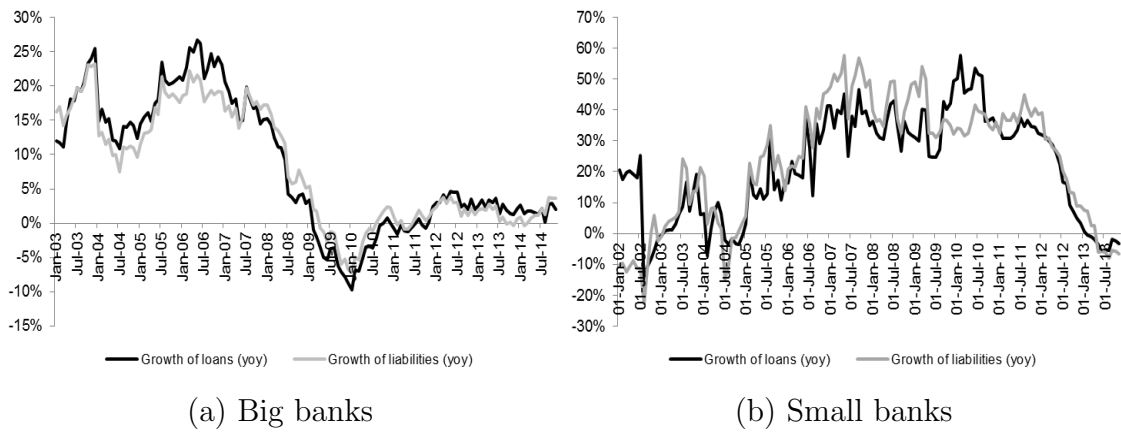 30%
25%
20%
15%
10%
5%
0%
-5%
-10%
-15%
Jan-03
Jul-03
Jan-04
Jul-04
Jan-05
Jul-05
Jan-06
Jul-06
Jan-07
Jul-07
Jan-08
Jul-08
Jan-09
Jul-09
Jan-10
Jul-10
Jan-11
Jul-11
Jan-12
Jul-12
Jan-13
Jul-13
Jan-14
Jul-14
Growth of loans (yoy)
Growth of liabilities (yoy)
(a) Big banks
70%
60%
50%
40%
30%
20%
10%
0%
-10%
-20%
-30%
01-Jan-02
01-Jul-02
01-Jan-03
01-Jul-03
01-Jan-04
01-Jul-04
01-Jan-05
01-Jul-05
01-Jan-06
01-Jul-06
01-Jan-07
01-Jul-07
01-Jan-08
01-Jul-08
01-Jan-09
01-Jul-09
01-Jan-10
01-Jul-10
01-Jan-11
01-Jul-11
01-Jan-12
01-Jul-12
01-Jan-13
01-Jul-13
Growth of loans (yoy)
Growth of liabilities (yoy)
(b) Small banks